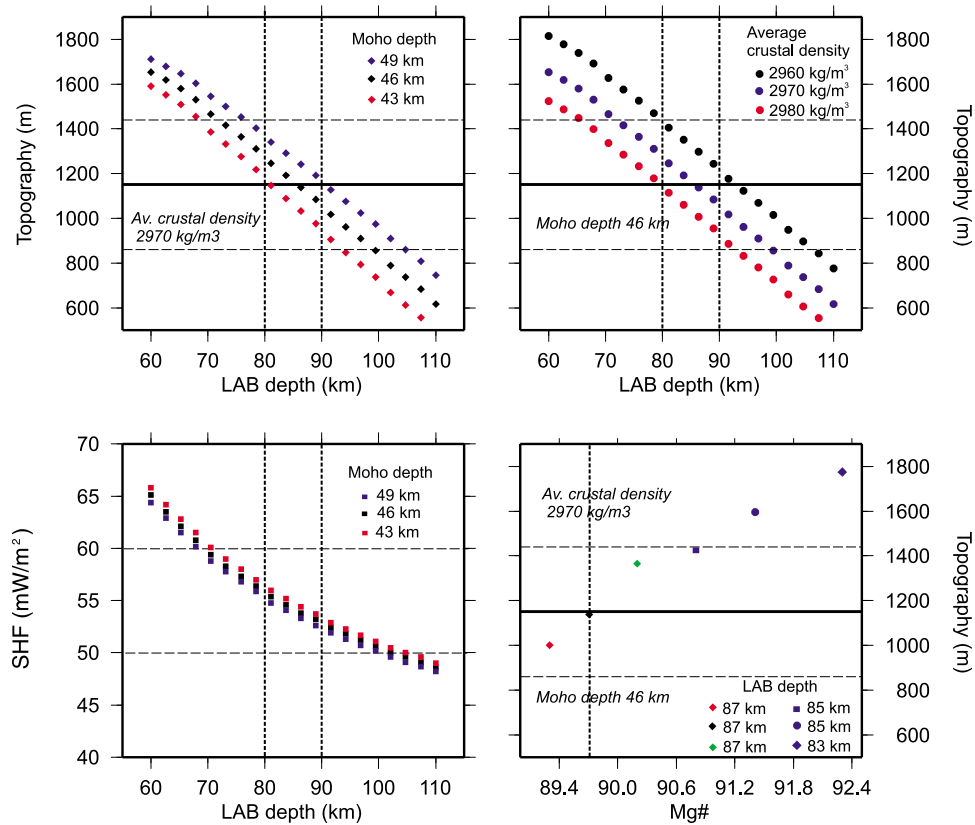 1800
1600
1400
1200
1000
800
600
Topography (m)
Moho depth
49 km
46 km
43 km
Av. crustal density
2970 kg/m3
60 70 80 90 100 110
LAB depth (km)
Average
crustal density
2960 kg/m³
2970 kg/m³
2980 kg/m³
Moho depth 46 km
1800
1600
1400
1200
1000
800
600
Topography (m)
60 70 80 90 100 110
LAB depth (km)
70
65
60
55
50
45
40
SHF (mW/m²)
Moho depth
49 km
46 km
43 km
60 70 80 90 100 110
LAB depth (km)
Av. crustal density
2970 kg/m3
Moho depth 46 km
LAB depth
87 km 85 km
87 km 85 km
87 km 83 km
1800
1600
1400
1200
1000
800
600
Topography (m)
89.4 90.0 90.6 91.2 91.8 92.4
Mg#